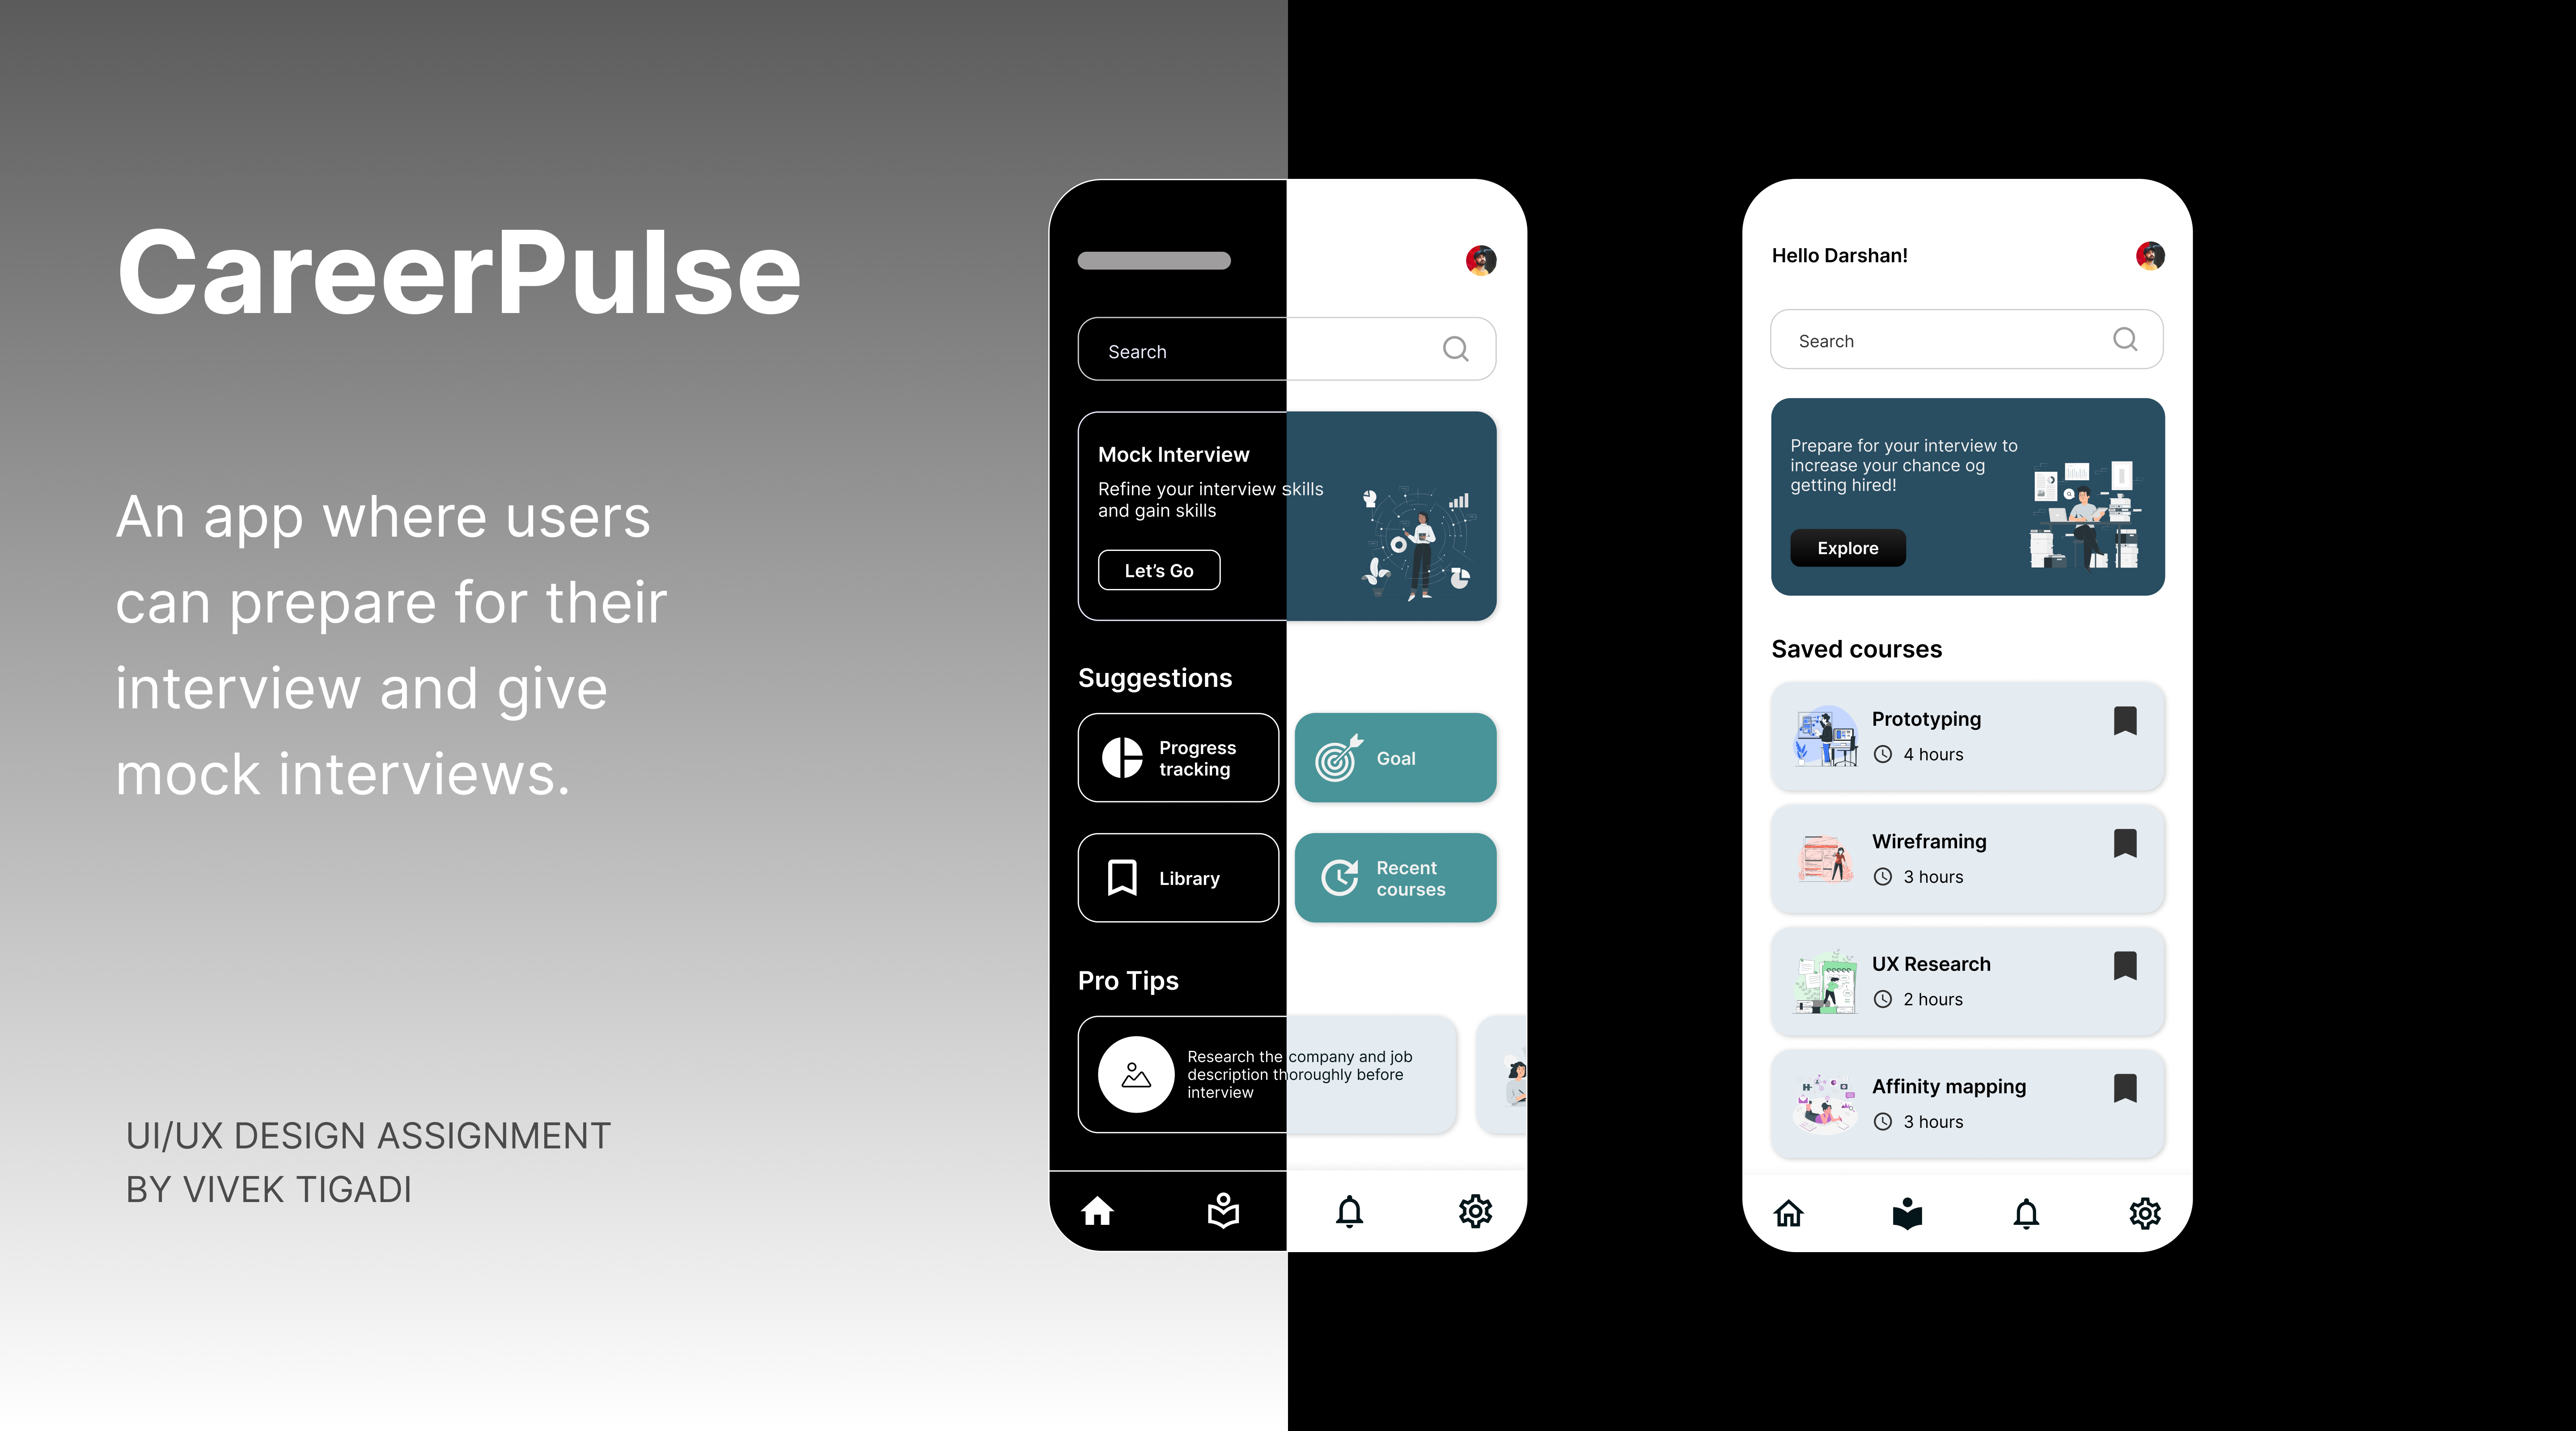 CareerPulse
An app where users
can prepare for their
interview and give
mock interviews.
UI/UX DESIGN ASSIGNMENT
BY VIVEK TIGADI
Search
Mock Interview
Refine your interview skills
and gain skills
Let’s Go
Suggestions
Progress
tracking
Goal
Library
Recent
courses
Pro Tips
Research the company and job
description thoroughly before
interview
Hello Darshan!
Search
Prepare for your interview to
increase your chance og
getting hired!
Explore
Saved courses
Prototyping
4 hours
Wireframing
3 hours
UX Research
2 hours
Affinity mapping
3 hours